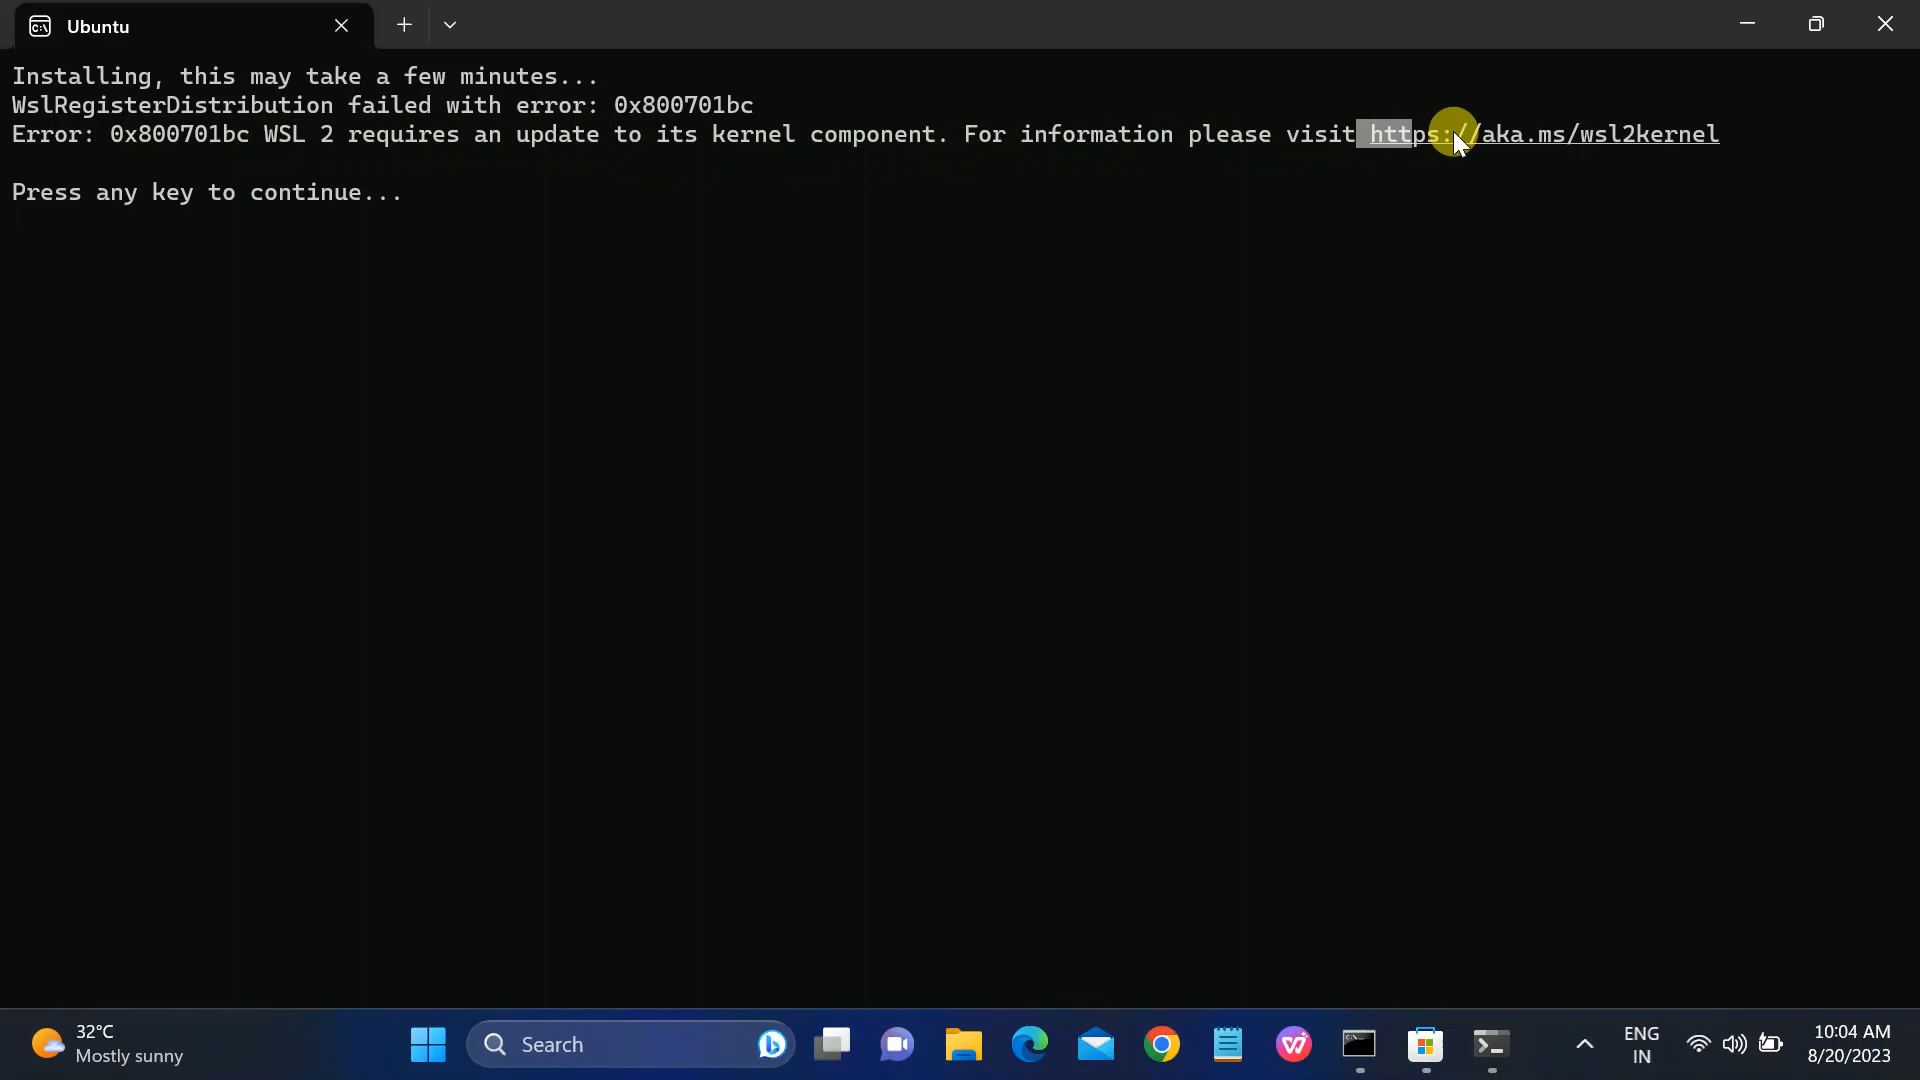 Ubuntu
Installing, this may take a few minutes...
WslRegisterDistribution failed with error: 0x800701bc
Error: 0x800701bc WSL 2 requires an update to its kernel component. For information please visit https://aka.ms/wsl2kernel
Press any key to continue...
32°C
Mostly sunny
Search
ENG
IN
10:04 AM
8/20/2023